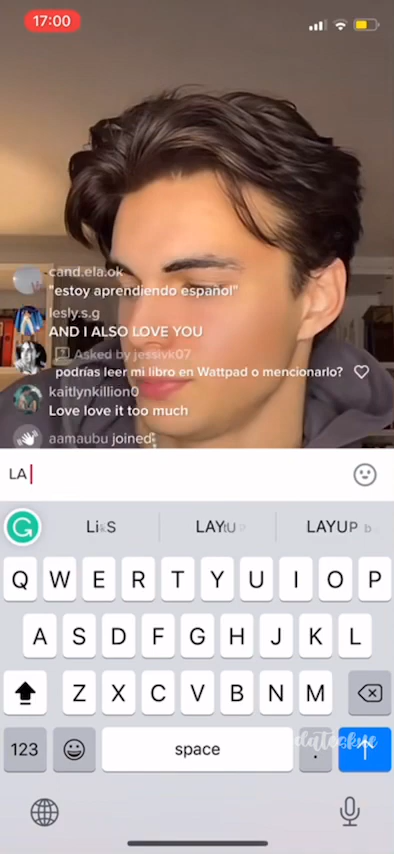 17:00
cand.ela.ok
"estoy aprendiendo español"
lesly.s.g
AND I ALSO LOVE YOU
Asked by jessivk07
podrías leer mi libro en Wattpad o mencionarlo?
kaitlynkillion0
Love love it too much
aamaubu joined
LA
LAYUP
Q W E R T Y U I O P
A S D F G H J K L
Z X C V B N M
123 space .